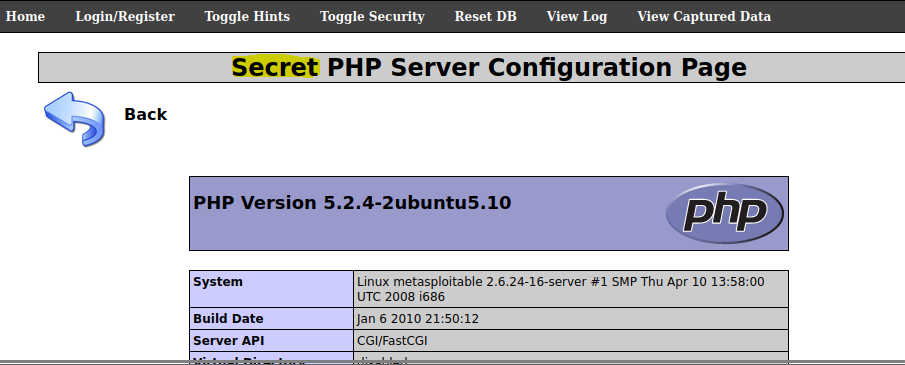 Home Login/Register Toggle Hints Toggle Security Reset DB View Log View Captured Data
Secret PHP Server Configuration Page
Back
PHP Version 5.2.4-2ubuntu5.10
php
System Linux metasploitable 2.6.24-16-server #1 SMP Thu Apr 10 13:58:00
UTC 2008 i686
Build Date Jan 6 2010 21:50:12
Server API CGI/FastCGI
Virtual Directory disabled